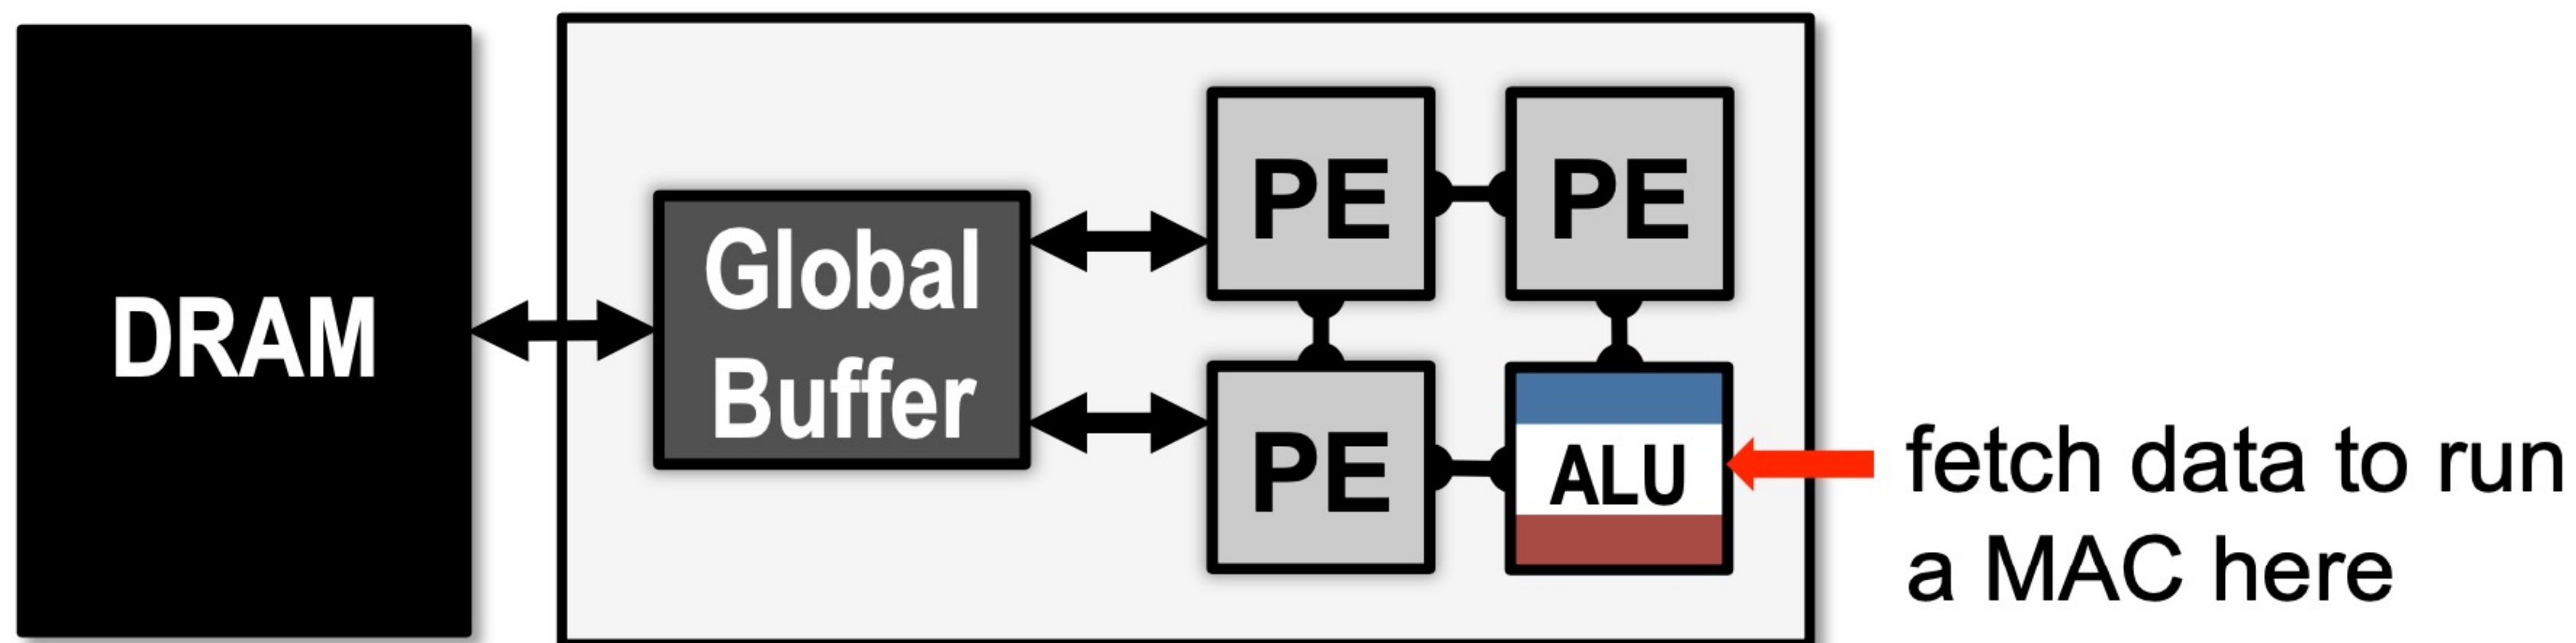 DRAM
Global
Buffer
PE
PE
PE
ALU
fetch data to run
a MAC here